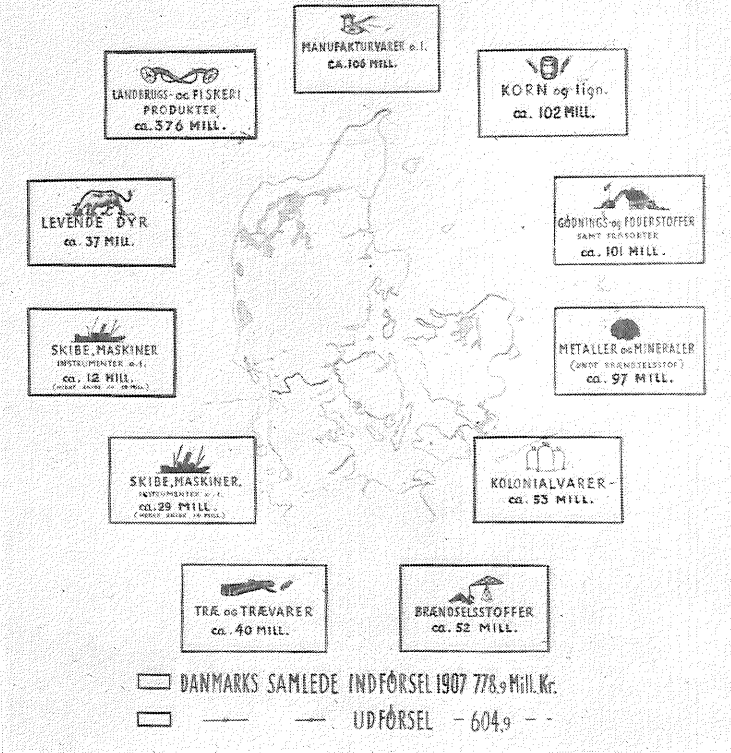 MANUFAKTURVARER o.l.
CA. 106 MILL.
LANDBRUGS- og FISKERI
PRODUKTER
ca. 376 MILL.
KORN og lign.
ca. 102 MILL.
LEVENDE DYR
ca. 37 MILL.
GØDNINGS- og FODERSTOFFER
SAMT FRØSORTER
ca. 101 MILL.
SKIBE, MASKINER
INSTRUMENTER o.l.
ca. 12 MILL.
METALLER og MINERALER
(UNDT BRÆNDSELSSTOF)
ca. 97 MILL.
SKIBE, MASKINER,
INSTRUMENTER o.l.
ca. 29 MILL.
KOLONIALVARER -
ca. 53 MILL.
TRÆ og TRÆVARER
ca. 40 MILL.
BRÆNDSELSSTOFFER
ca. 52 MILL.
DANMARKS SAMLEDE INDFØRSEL 1907 778,9 Mill. Kr.
— — UDFØRSEL - 604,9 - -